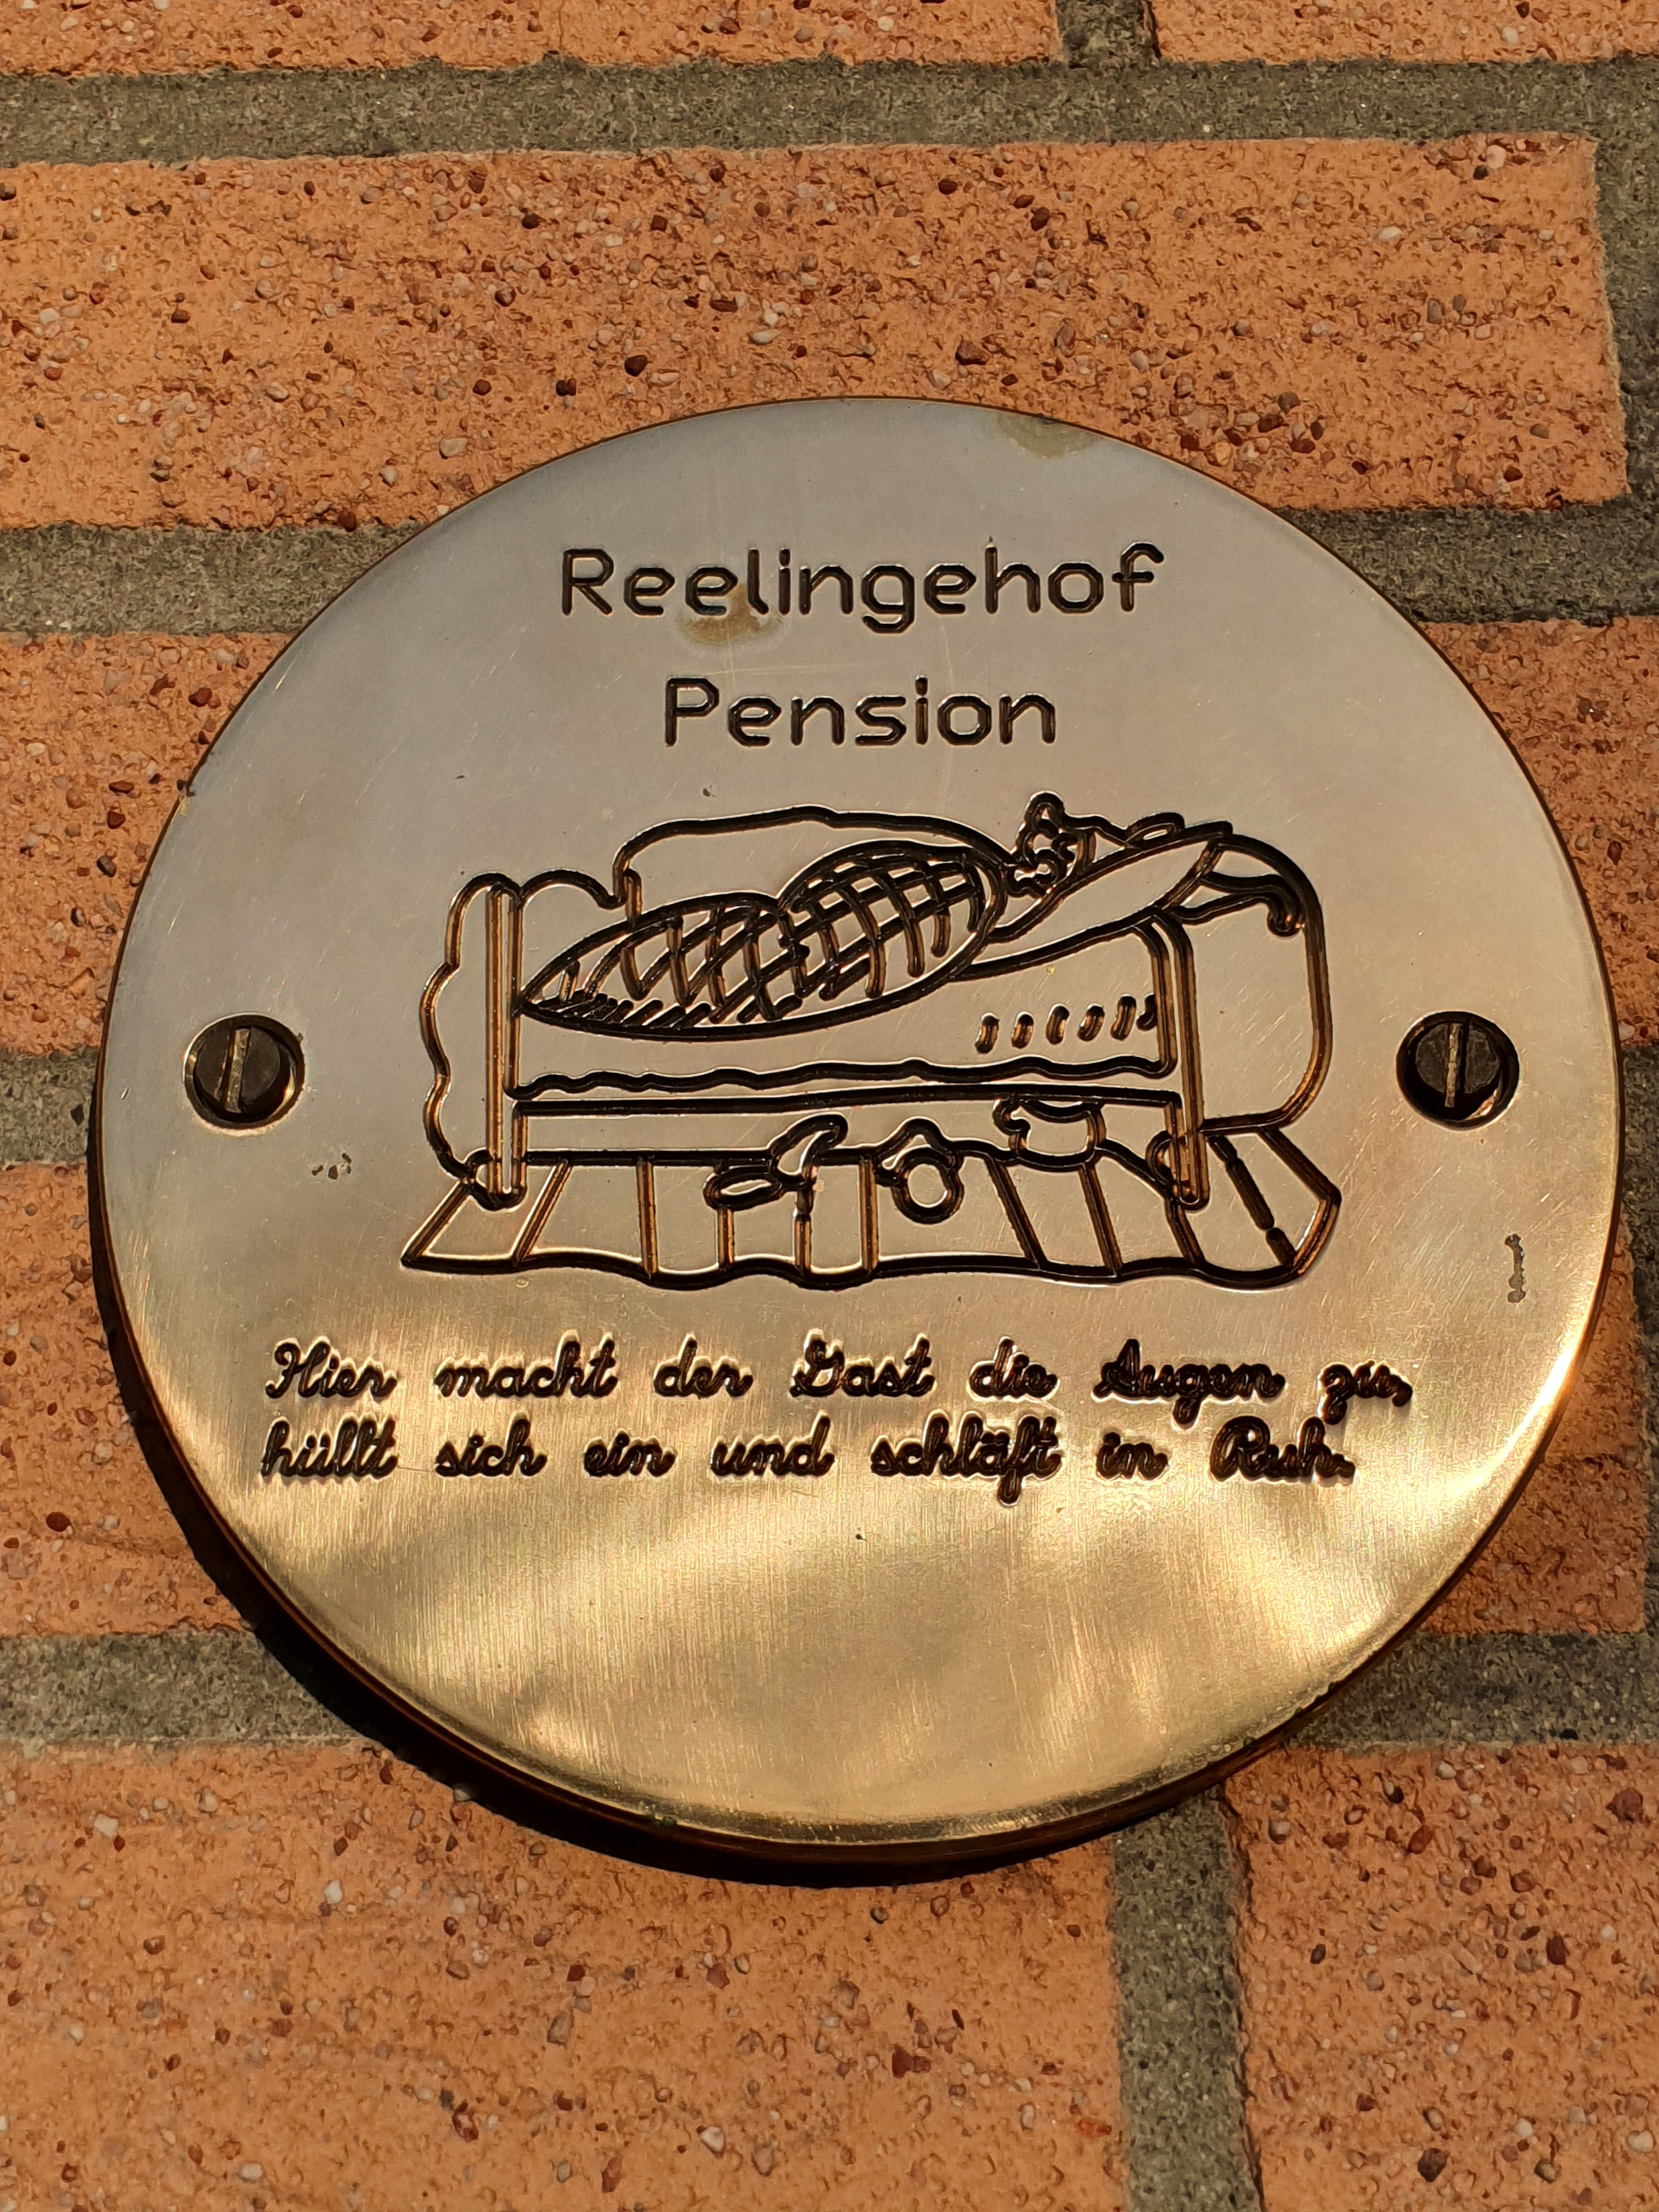 Reelingehof
Pension
Hier macht der Gast die Augen zu,
hüllt sich ein und schläft in Ruh.